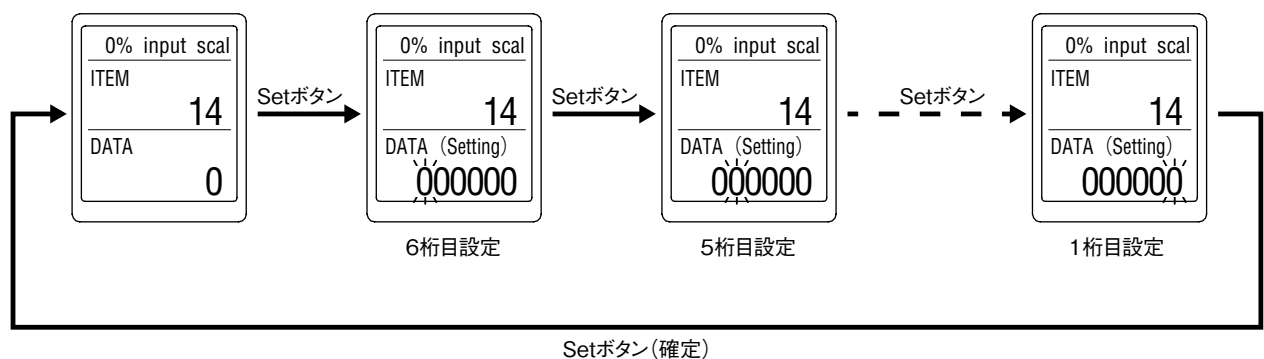 0% input scal
ITEM
14
DATA
0
Setボタン
0% input scal
ITEM
14
DATA (Setting)
000000
6桁目設定
Setボタン
0% input scal
ITEM
14
DATA (Setting)
000000
5桁目設定
Setボタン
0% input scal
ITEM
14
DATA (Setting)
000000
1桁目設定
Setボタン(確定)